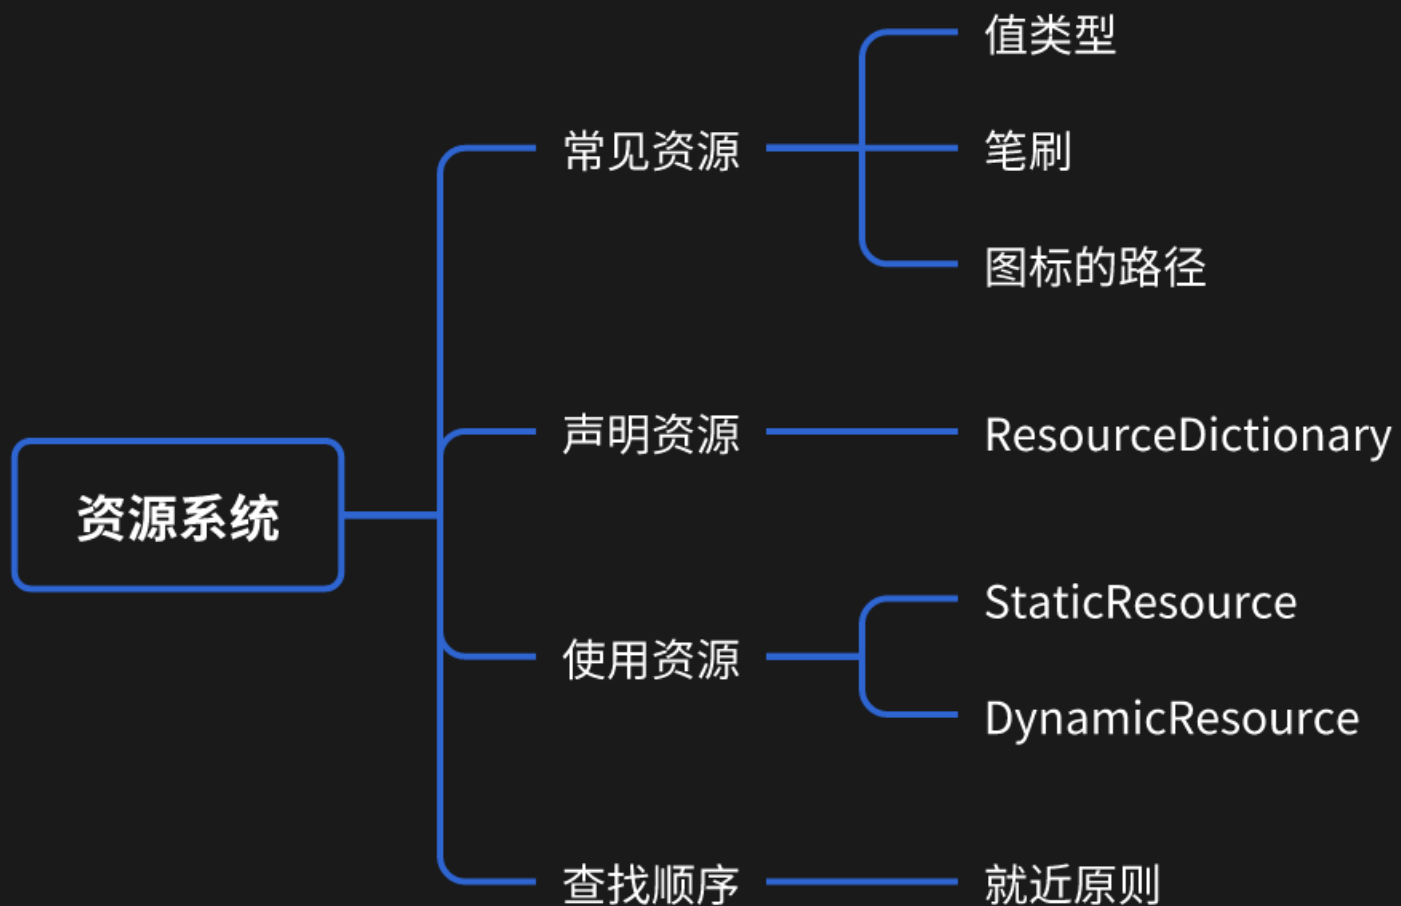 资源系统
常见资源
值类型
笔刷
图标的路径
声明资源
ResourceDictionary
使用资源
StaticResource
DynamicResource
查找顺序
就近原则